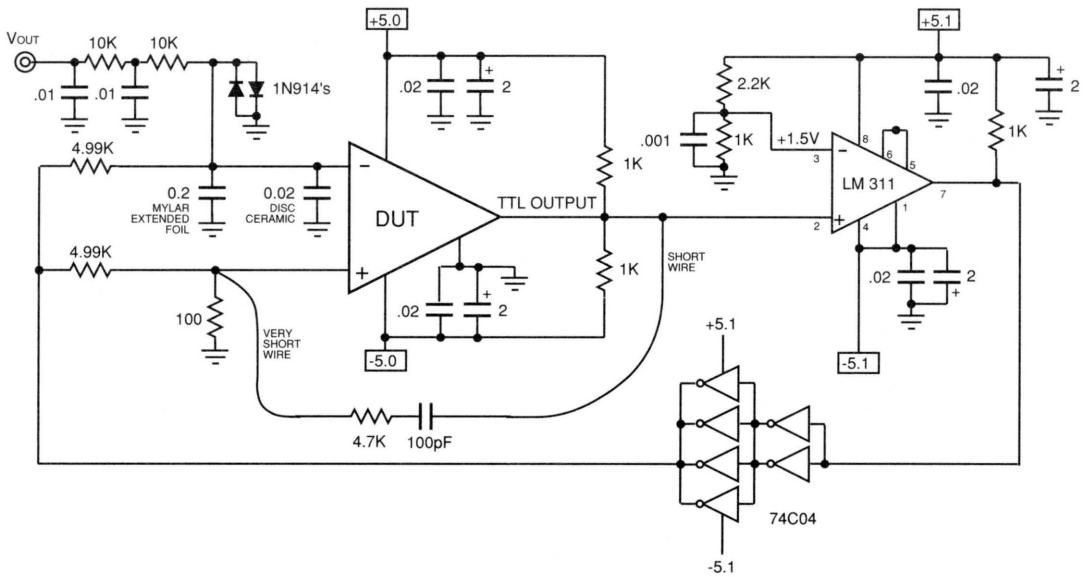 VOUT
10K
10K
.01
.01
1N914's
4.99K
0.2
MYLAR
EXTENDED
FOIL
0.02
DISC
CERAMIC
4.99K
100
VERY
SHORT
WIRE
4.7K
100pF
+5.0
.02
+
2
−
DUT
+
TTL OUTPUT
.02
+
2
-5.0
1K
1K
SHORT
WIRE
+5.1
2.2K
.001
1K
+1.5V
3
−
8
6
5
LM 311
7
2
+
4
1
.02
+
2
1K
.02
2
+
-5.1
+5.1
74C04
-5.1